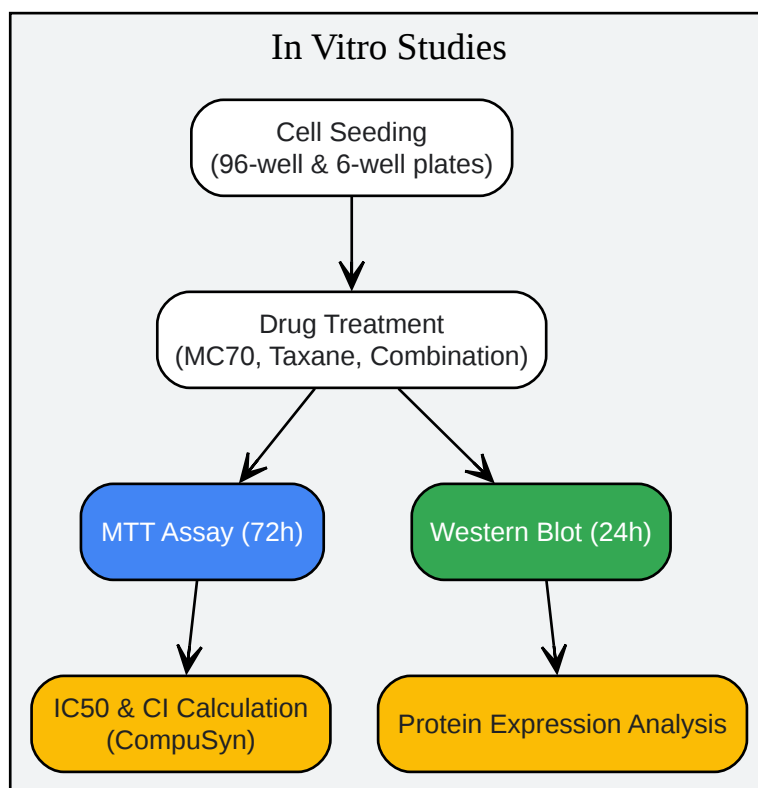 In Vitro Studies
Cell Seeding
(96-well & 6-well plates)
Drug Treatment
(MC70, Taxane, Combination)
MTT Assay (72h)
Western Blot (24h)
IC50 & CI Calculation
(CompuSyn)
Protein Expression Analysis